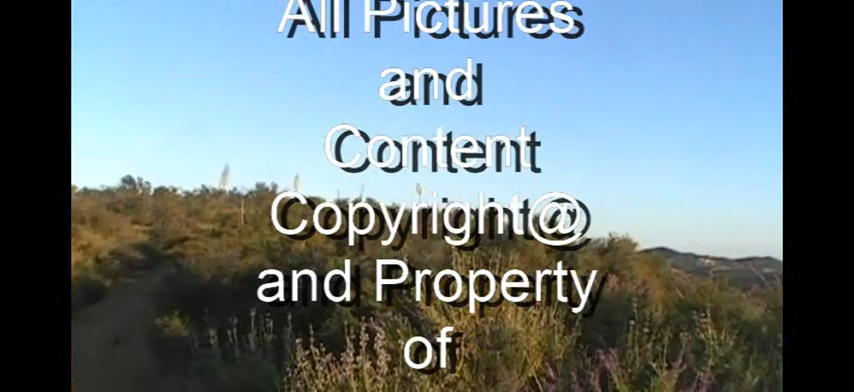 All Pictures
and
Content
Copyright@
and Property
of